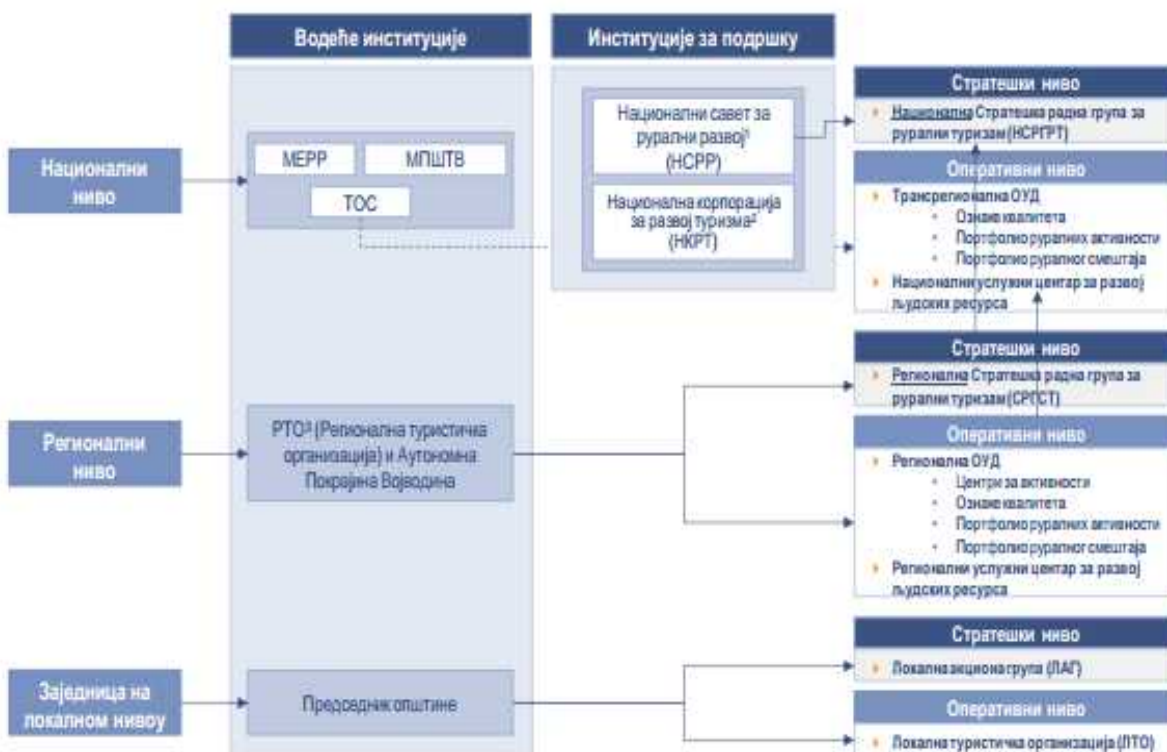 Водеће институције
Институције за подршку
Национални
ниво
МЕРР
МПШТВ
ТОС
Национални савет за
рурални развој¹
(НСРР)
Национална корпорација
за развој туризма²
(НКРТ)
Стратешки ниво
Национална Стратешка радна група за
рурални туризам (НСРГРТ)
Оперативни ниво
Трансрегионална ОУД
Ознаке квалитета
Портфолио руралних активности
Портфолио руралног смештаја
Национални услужни центар за развој
људских ресурса
Регионални
ниво
РТО³ (Регионална туристичка
организација) и Аутономна
Покрајина Војводина
Стратешки ниво
Регионална Стратешка радна група за
рурални туризам (СРГСТ)
Оперативни ниво
Регионална ОУД
Центри за активности
Ознаке квалитета
Портфолио руралних активности
Портфолио руралног смештаја
Регионални услужни центар за развој
људских ресурса
Заједница на
локалном нивоу
Председник општине
Стратешки ниво
Локална акциона група (ЛАГ)
Оперативни ниво
Локална туристичка организација (ЛТО)